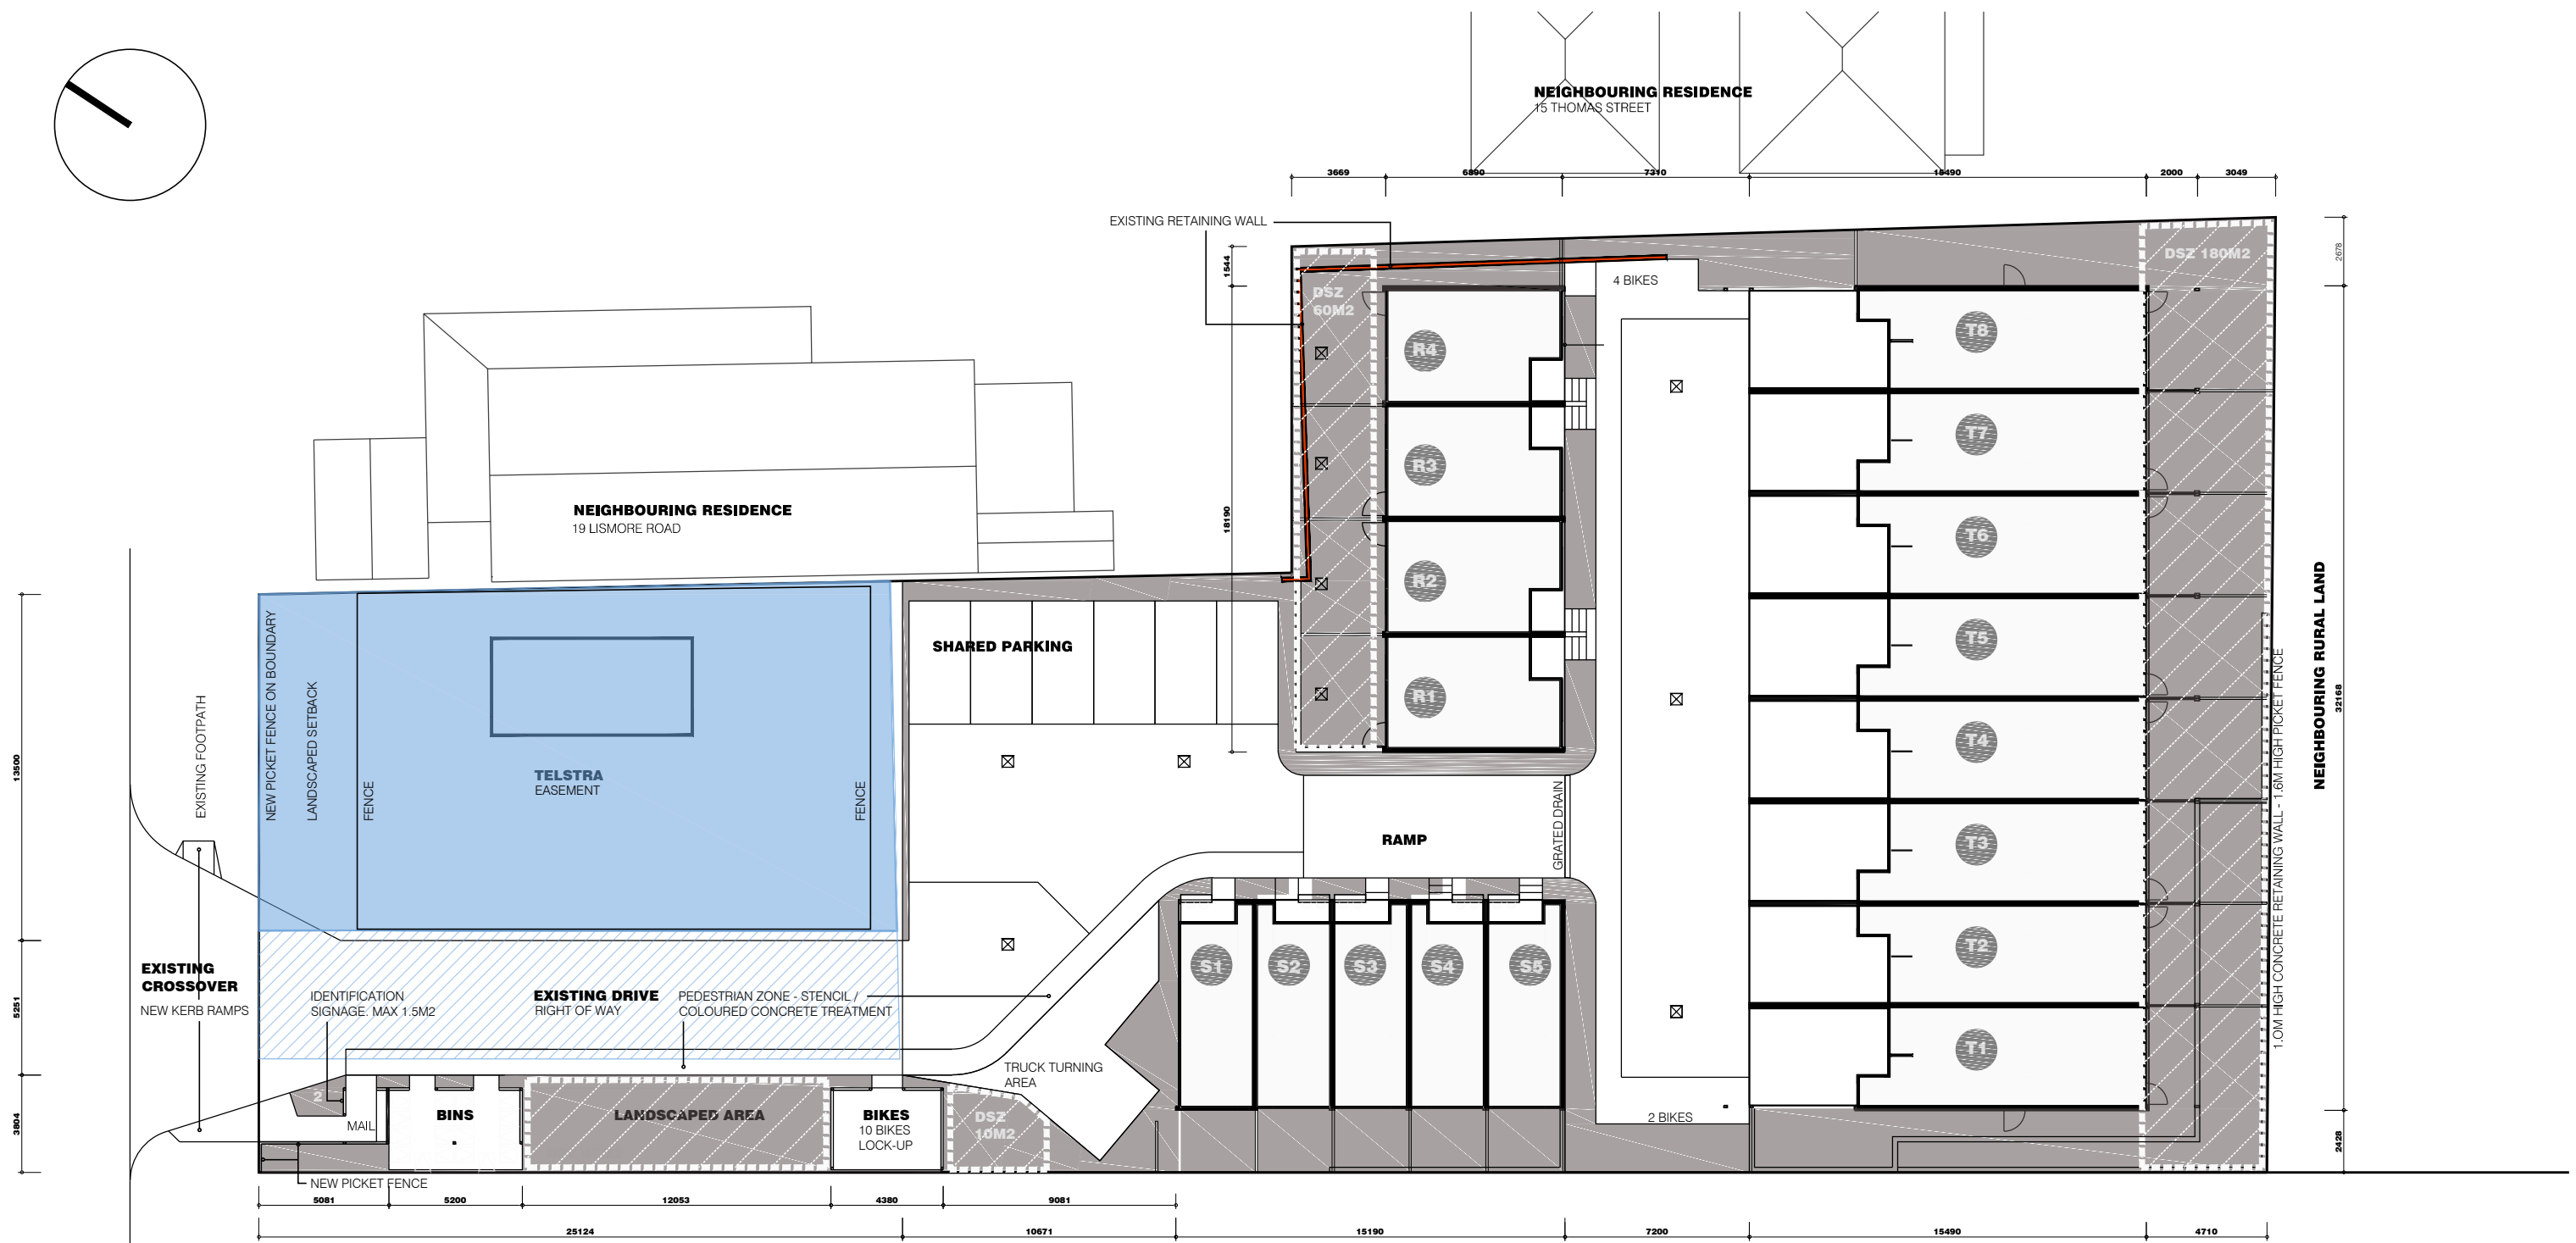 NEIGHBOURING RESIDENCE
15 THOMAS STREET
3669
6890
7310
15490
2000
3049
EXISTING RETAINING WALL
1544
18190
DSZ
60M2
4 BIKES
DSZ 180M2
2678
R4
R3
R2
R1
T8
T7
T6
T5
T4
T3
T2
T1
NEIGHBOURING RESIDENCE
19 LISMORE ROAD
SHARED PARKING
NEW PICKET FENCE ON BOUNDARY
LANDSCAPED SETBACK
FENCE
TELSTRA
EASEMENT
FENCE
EXISTING FOOTPATH
13500
5251
3804
RAMP
GRATED DRAIN
NEIGHBOURING RURAL LAND
1.0M HIGH CONCRETE RETAINING WALL - 1.6M HIGH PICKET FENCE
32168
2428
S1
S2
S3
S4
S5
EXISTING
CROSSOVER
NEW KERB RAMPS
IDENTIFICATION
SIGNAGE. MAX 1.5M2
EXISTING DRIVE
RIGHT OF WAY
PEDESTRIAN ZONE - STENCIL /
COLOURED CONCRETE TREATMENT
TRUCK TURNING
AREA
2
MAIL
BINS
LANDSCAPED AREA
BIKES
10 BIKES
LOCK-UP
DSZ
10M2
2 BIKES
NEW PICKET FENCE
5081
5200
12053
4380
9081
25124
10671
15190
7200
15490
4710